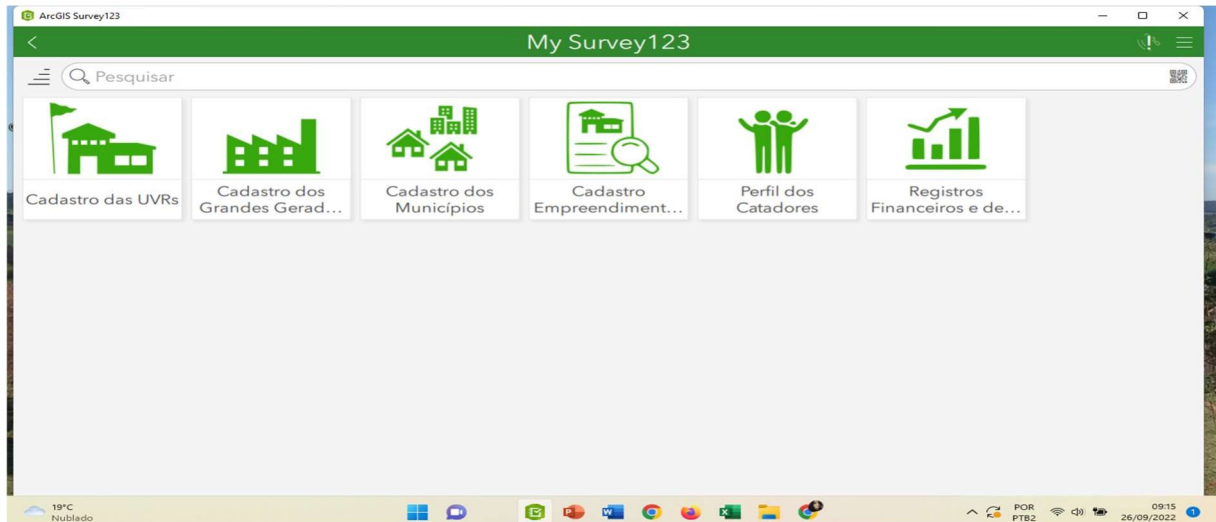 ArcGIS Survey123
My Survey123
Pesquisar
Cadastro das UVRs
Cadastro dos
Grandes Gerad...
Cadastro dos
Municípios
Cadastro
Empreendiment...
Perfil dos
Catadores
Registros
Financeiros e de...
19°C
Nublado
POR
PTB2
09:15
26/09/2022
1